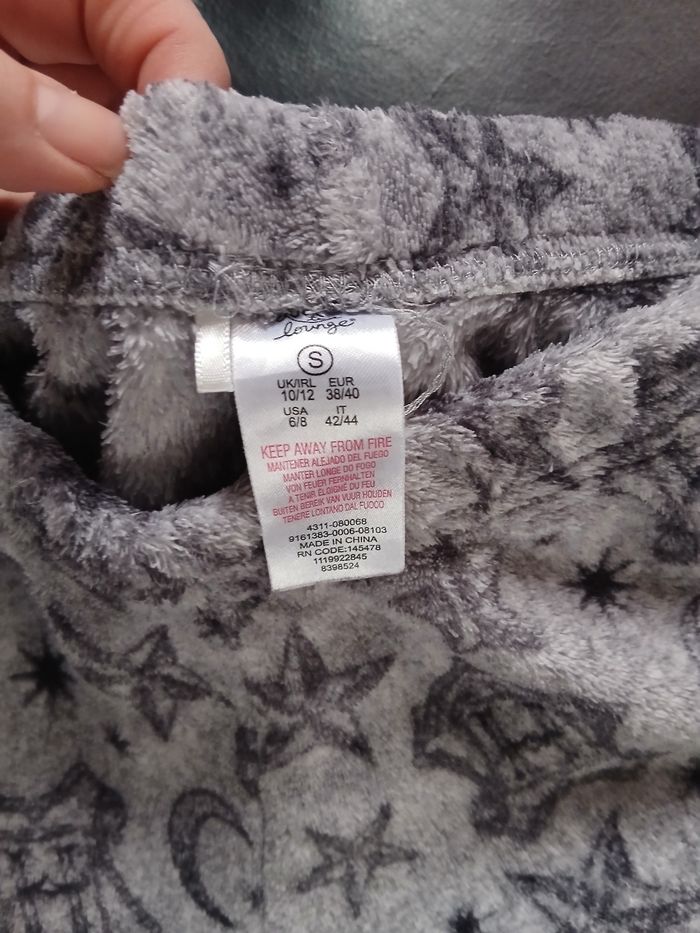 lounge
S
UK/IRL EUR
10/12 38/40
USA IT
6/8 42/44
KEEP AWAY FROM FIRE
MANTENER ALEJADO DEL FUEGO
MANTER LONGE DO FOGO
VON FEUER FERNHALTEN
A TENIR ÉLOIGNÉ DU FEU
BUITEN BEREIK VAN VUUR HOUDEN
TENERE LONTANO DAL FUOCO
4311-080068
9161383-0006-08103
MADE IN CHINA
RN CODE:145478
1119922845
8398524